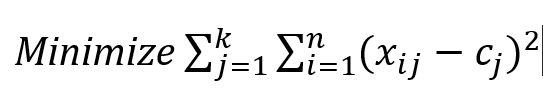 Minimize ∑_{j=1}^{k} ∑_{i=1}^{n} (x_{ij} − c_j)^2